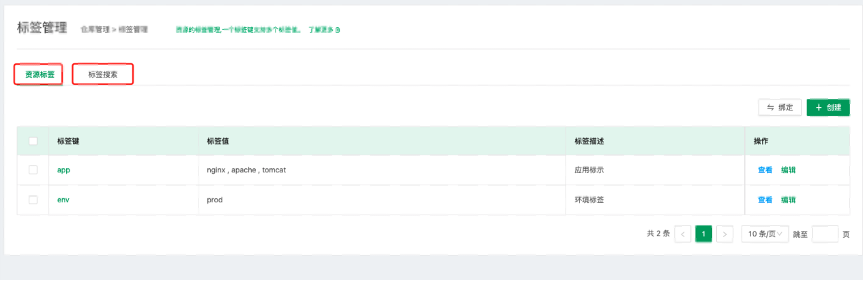 标签管理 仓库管理 > 标签管理 资源的标签管理,一个标签键支持多个标签值。 了解更多
资源标签 标签搜索
绑定 + 创建
标签键 标签值 标签描述 操作
app nginx , apache , tomcat 应用标示 查看 编辑
env prod 环境标签 查看 编辑
共 2 条 < 1 > 10 条/页 跳至 页